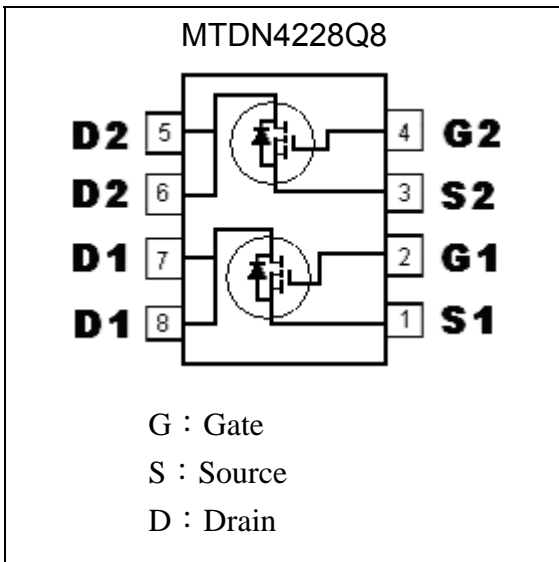 MTDN4228Q8
D2 5 4 G2
D2 6 3 S2
D1 7 2 G1
D1 8 1 S1
G：Gate
S：Source
D：Drain